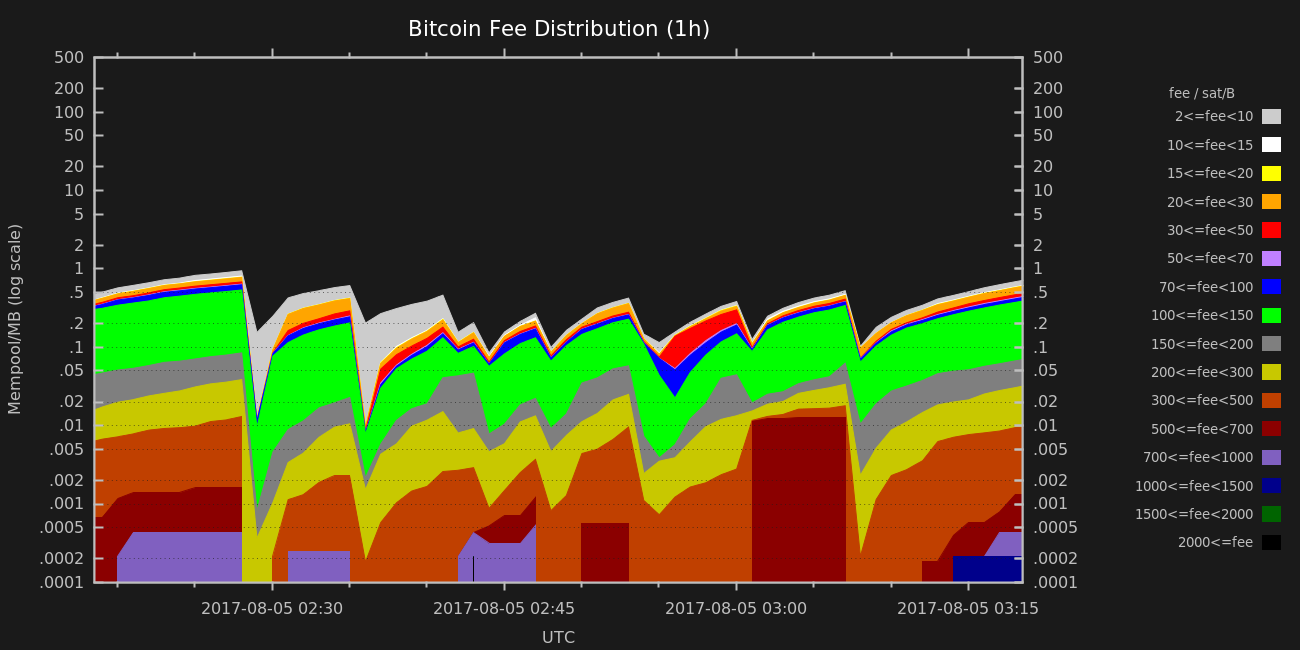 Bitcoin Fee Distribution (1h)
Mempool/MB (log scale)
500
200
100
50
20
10
5
2
1
.5
.2
.1
.05
.02
.01
.005
.002
.001
.0005
.0002
.0001
500
200
100
50
20
10
5
2
1
.5
.2
.1
.05
.02
.01
.005
.002
.001
.0005
.0002
.0001
2017-08-05 02:30
2017-08-05 02:45
2017-08-05 03:00
2017-08-05 03:15
UTC
fee / sat/B
2<=fee<10
10<=fee<15
15<=fee<20
20<=fee<30
30<=fee<50
50<=fee<70
70<=fee<100
100<=fee<150
150<=fee<200
200<=fee<300
300<=fee<500
500<=fee<700
700<=fee<1000
1000<=fee<1500
1500<=fee<2000
2000<=fee